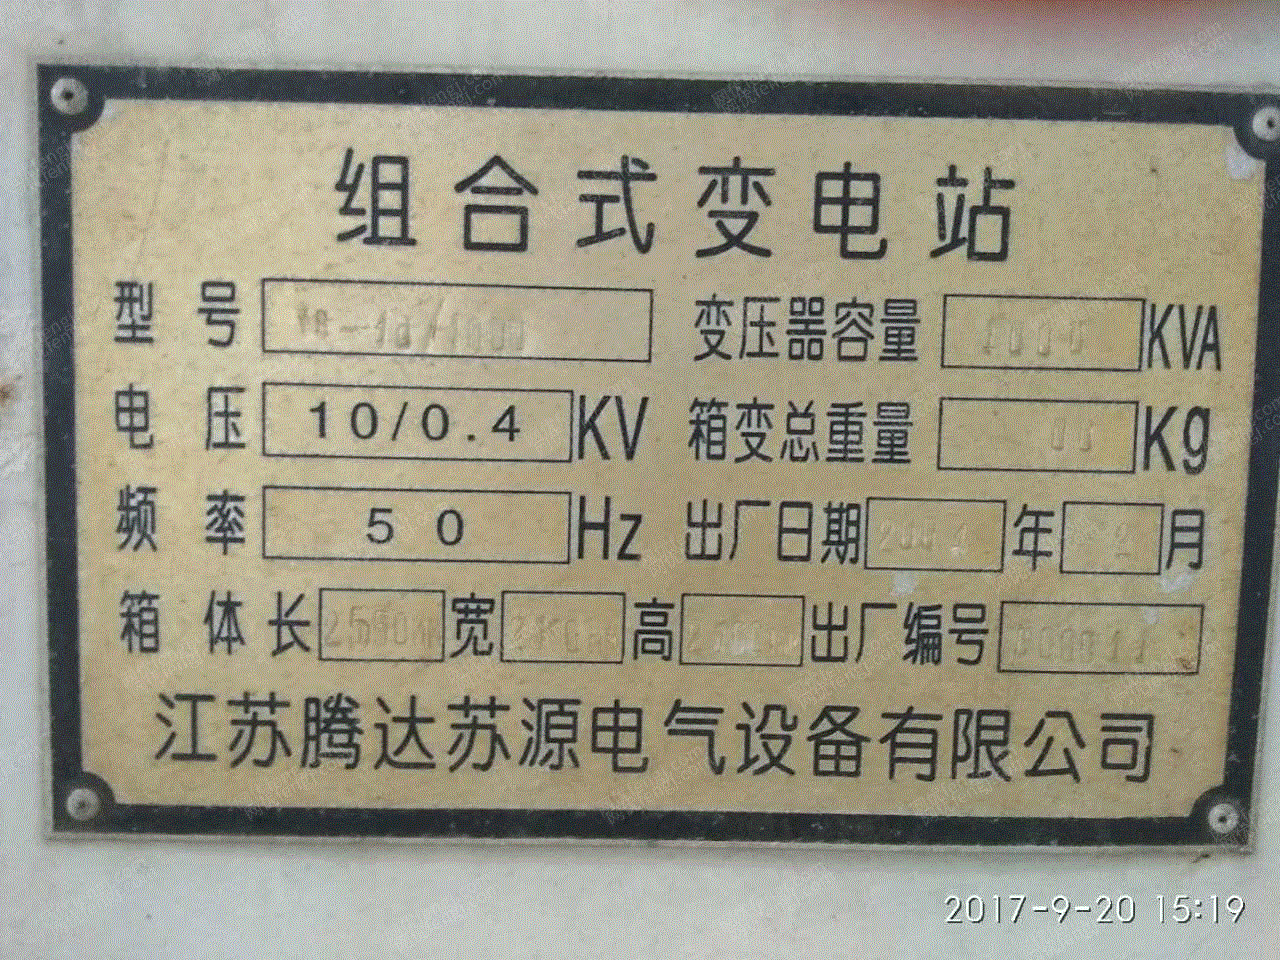 组合式变电站
型号 变压器容量 KVA
电压 10/0.4 KV 箱变总重量 Kg
频率 50 Hz 出厂日期 年 月
箱体长 宽 高 出厂编号
江苏腾达苏源电气设备有限公司
2017-9-20 15:19